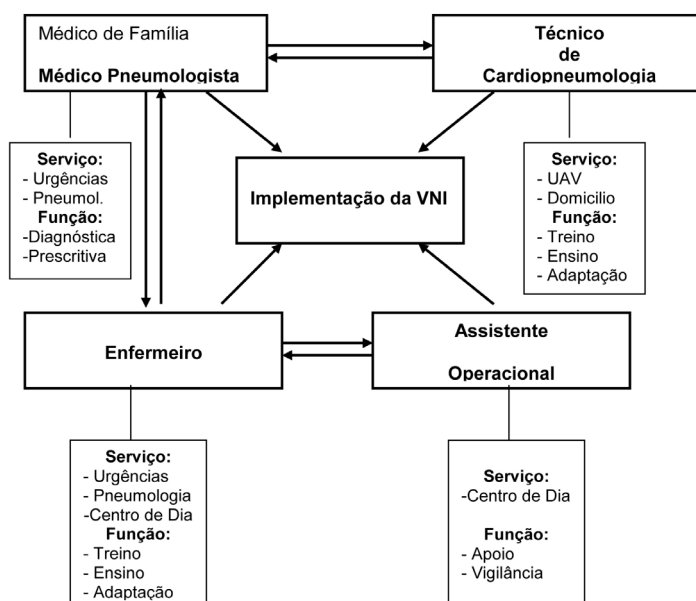 Médico de Família
Médico Pneumologista
Técnico
de
Cardiopneumologia
Serviço:
- Urgências
- Pneumol.
Função:
-Diagnóstica
-Prescritiva
Implementação da VNI
Serviço:
- UAV
- Domicilio
Função:
- Treino
- Ensino
- Adaptação
Enfermeiro
Assistente
Operacional
Serviço:
- Urgências
- Pneumologia
-Centro de Dia
Função:
- Treino
- Ensino
- Adaptação
Serviço:
-Centro de Dia
Função:
- Apoio
- Vigilância